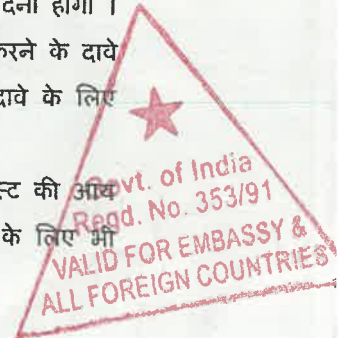 देना होगा ।
करने के दावे
दावे के लिए
स्ट की आय
के लिए भी
Govt. of India
Regd. No. 353/91
VALID FOR EMBASSY &
ALL FOREIGN COUNTRIES